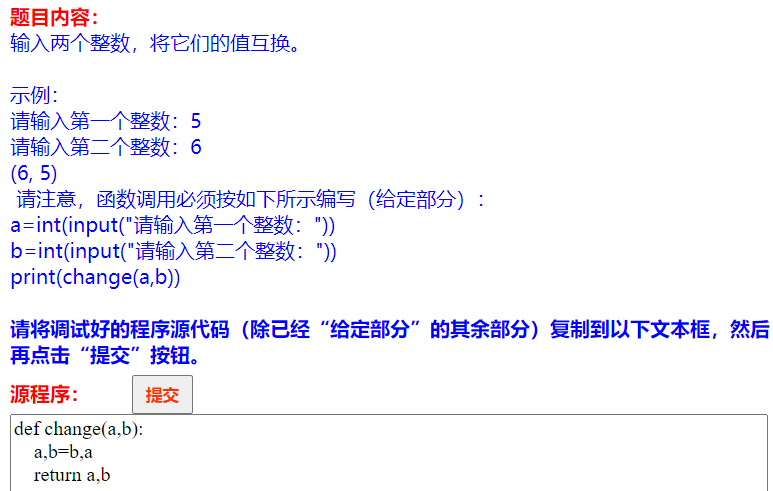 题目内容：
输入两个整数，将它们的值互换。
示例：
请输入第一个整数：5
请输入第二个整数：6
(6, 5)
请注意，函数调用必须按如下所示编写（给定部分）：
a=int(input("请输入第一个整数："))
b=int(input("请输入第二个整数："))
print(change(a,b))
请将调试好的程序源代码（除已经“给定部分”的其余部分）复制到以下文本框，然后
再点击“提交”按钮。
源程序： 提交
def change(a,b):
    a,b=b,a
    return a,b